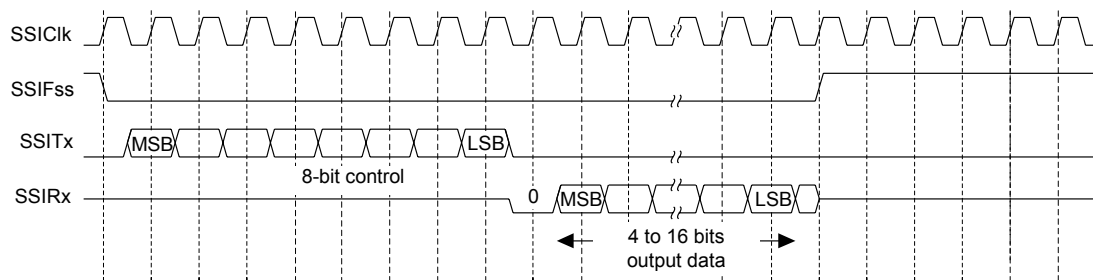 SSIClk
SSIFss
SSITx
MSB
LSB
8-bit control
SSIRx
0
MSB
LSB
4 to 16 bits
output data